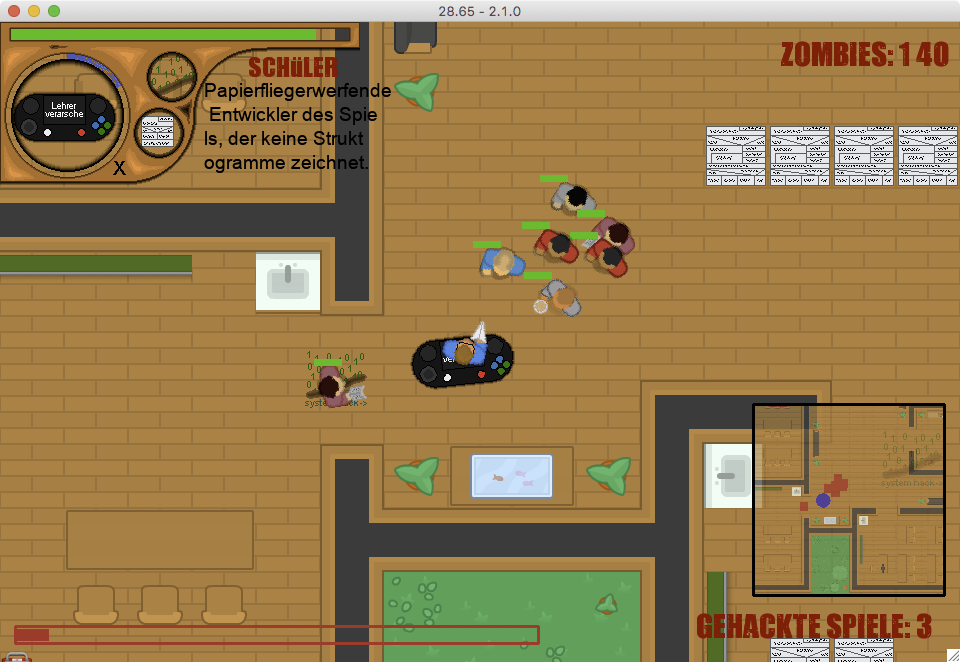 28.65 - 2.1.0
ZOMBIES: 140
SCHüLER
Papierfliegerwerfende
Entwickler des Spie
ls, der keine Strukt
ogramme zeichnet.
Lehrer
verarsche
X
GEHACKTE SPIELE: 3